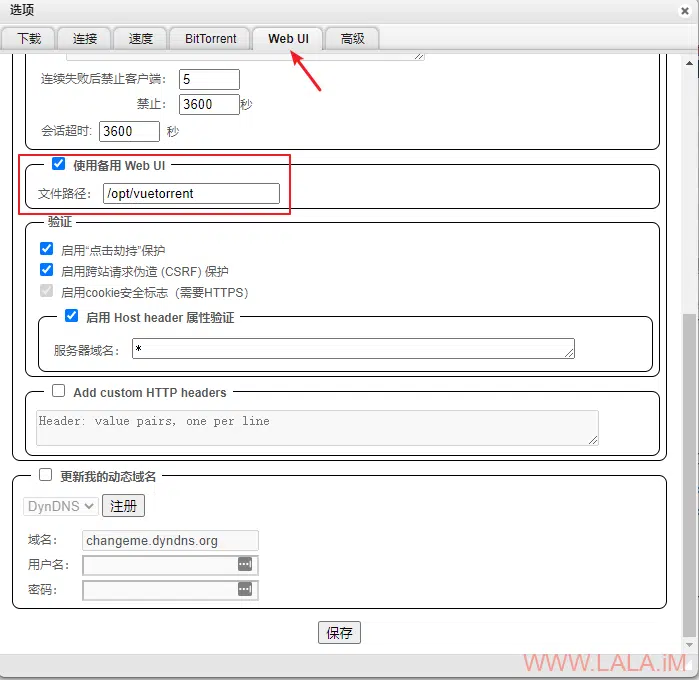 选项
下载 连接 速度 BitTorrent Web UI 高级
连续失败后禁止客户端： 5
禁止： 3600 秒
会话超时: 3600 秒
使用备用 Web UI
文件路径： /opt/vuetorrent
验证
启用“点击劫持”保护
启用跨站请求伪造 (CSRF) 保护
启用cookie安全标志（需要HTTPS）
启用 Host header 属性验证
服务器域名： *
Add custom HTTP headers
Header: value pairs, one per line
更新我的动态域名
DynDNS 注册
域名： changeme.dyndns.org
用户名：
密码：
保存
WWW.LALA.iM